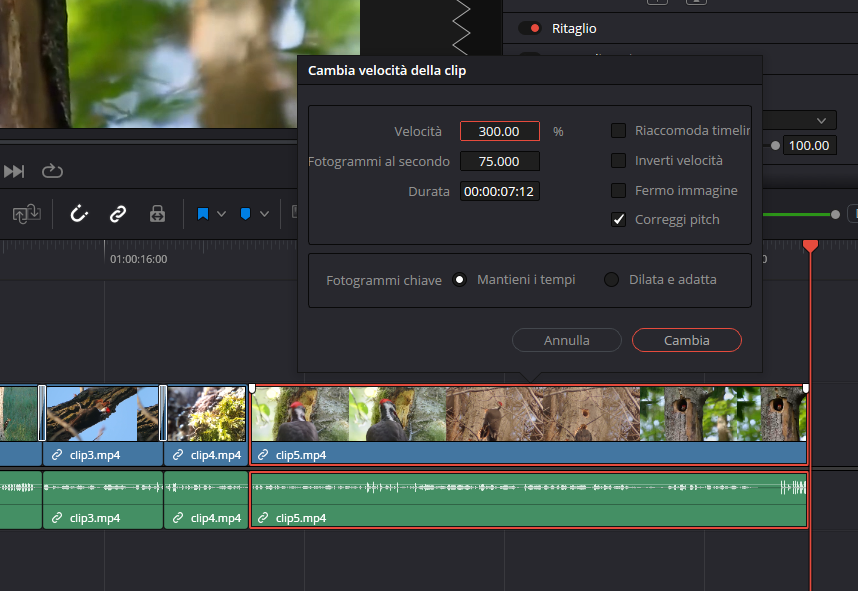 Ritaglio
Cambia velocità della clip
Velocità 300.00 %
Riaccomoda timelin
Fotogrammi al secondo 75.000
Inverti velocità
100.00
Durata 00:00:07:12
Fermo immagine
Correggi pitch
01:00:16:00
Fotogrammi chiave
Mantieni i tempi
Dilata e adatta
Annulla
Cambia
clip3.mp4
clip4.mp4
clip5.mp4
clip3.mp4
clip4.mp4
clip5.mp4